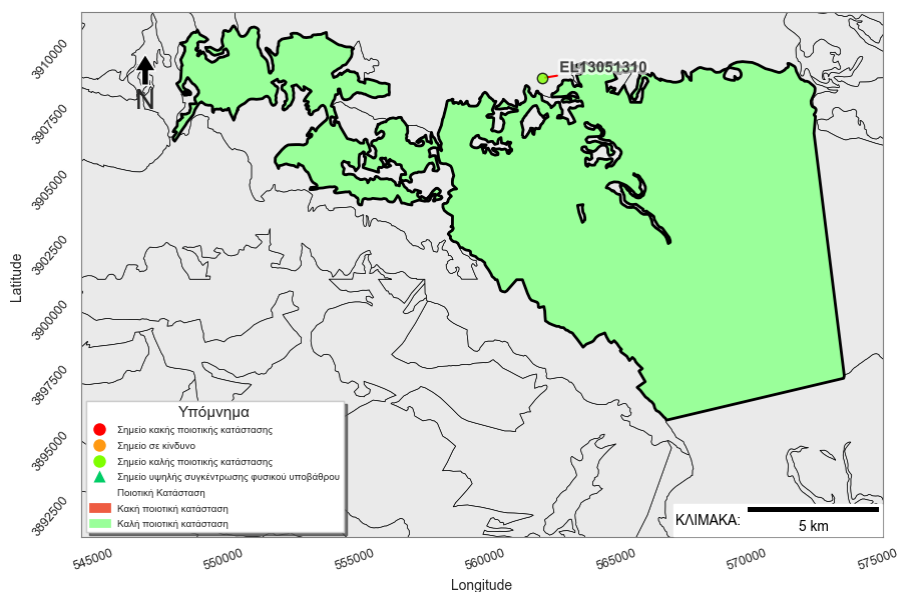 3910000
3907500
3905000
3902500
3900000
3897500
3895000
3892500
Latitude
N
EL13051310
Υπόμνημα
Σημείο κακής ποιοτικής κατάστασης
Σημείο σε κίνδυνο
Σημείο καλής ποιοτικής κατάστασης
Σημείο υψηλής συγκέντρωσης φυσικού υποβάθρου
Ποιοτική Κατάσταση
Κακή ποιοτική κατάσταση
Καλή ποιοτική κατάσταση
ΚΛΙΜΑΚΑ:
5 km
545000 550000 555000 560000 565000 570000 575000
Longitude